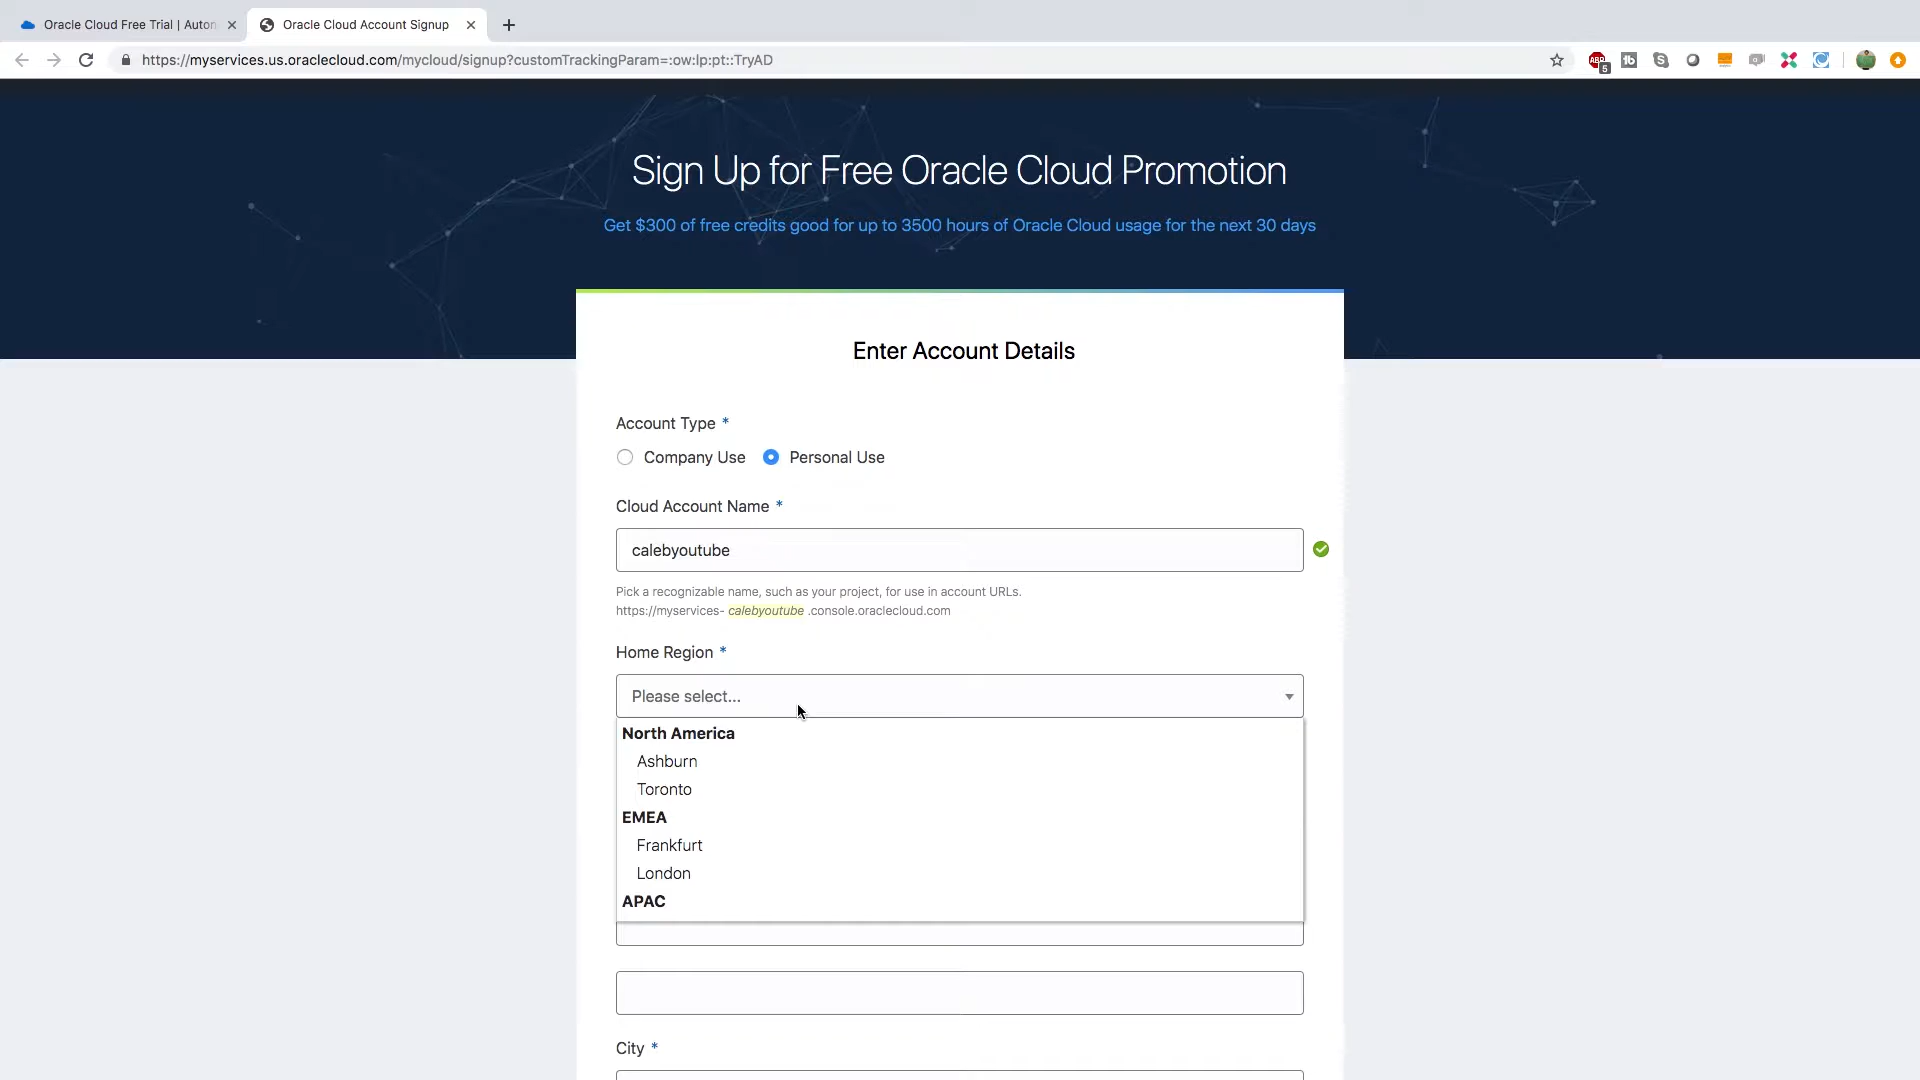 Oracle Cloud Free Trial | Auton
Oracle Cloud Account Signup
https://myservices.us.oraclecloud.com/mycloud/signup?customTrackingParam=:ow:lp:pt::TryAD
ABP
5
tb
Sign Up for Free Oracle Cloud Promotion
Get $300 of free credits good for up to 3500 hours of Oracle Cloud usage for the next 30 days
Enter Account Details
Account Type *
Company Use Personal Use
Cloud Account Name *
calebyoutube
Pick a recognizable name, such as your project, for use in account URLs.
https://myservices- calebyoutube .console.oraclecloud.com
Home Region *
Please select...
North America
Ashburn
Toronto
EMEA
Frankfurt
London
APAC
City *